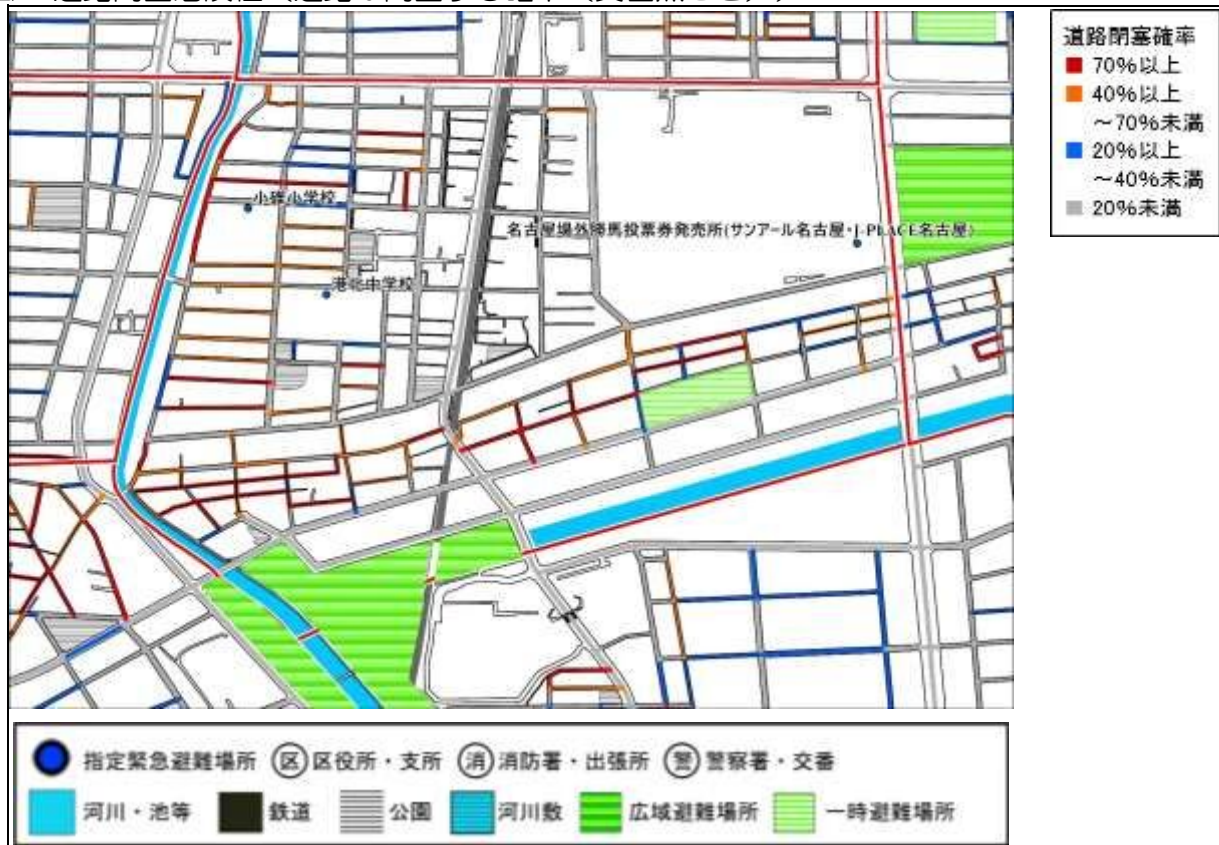 道路閉塞確率
70%以上
40%以上
～70%未満
20%以上
～40%未満
20%未満
小碓小学校
名古屋場外勝馬投票券発売所(サンアール名古屋・J-PLACE名古屋)
港北中学校
指定緊急避難場所 区 区役所・支所 消 消防署・出張所 警 警察署・交番
河川・池等 鉄道 公園 河川敷 広域避難場所 一時避難場所